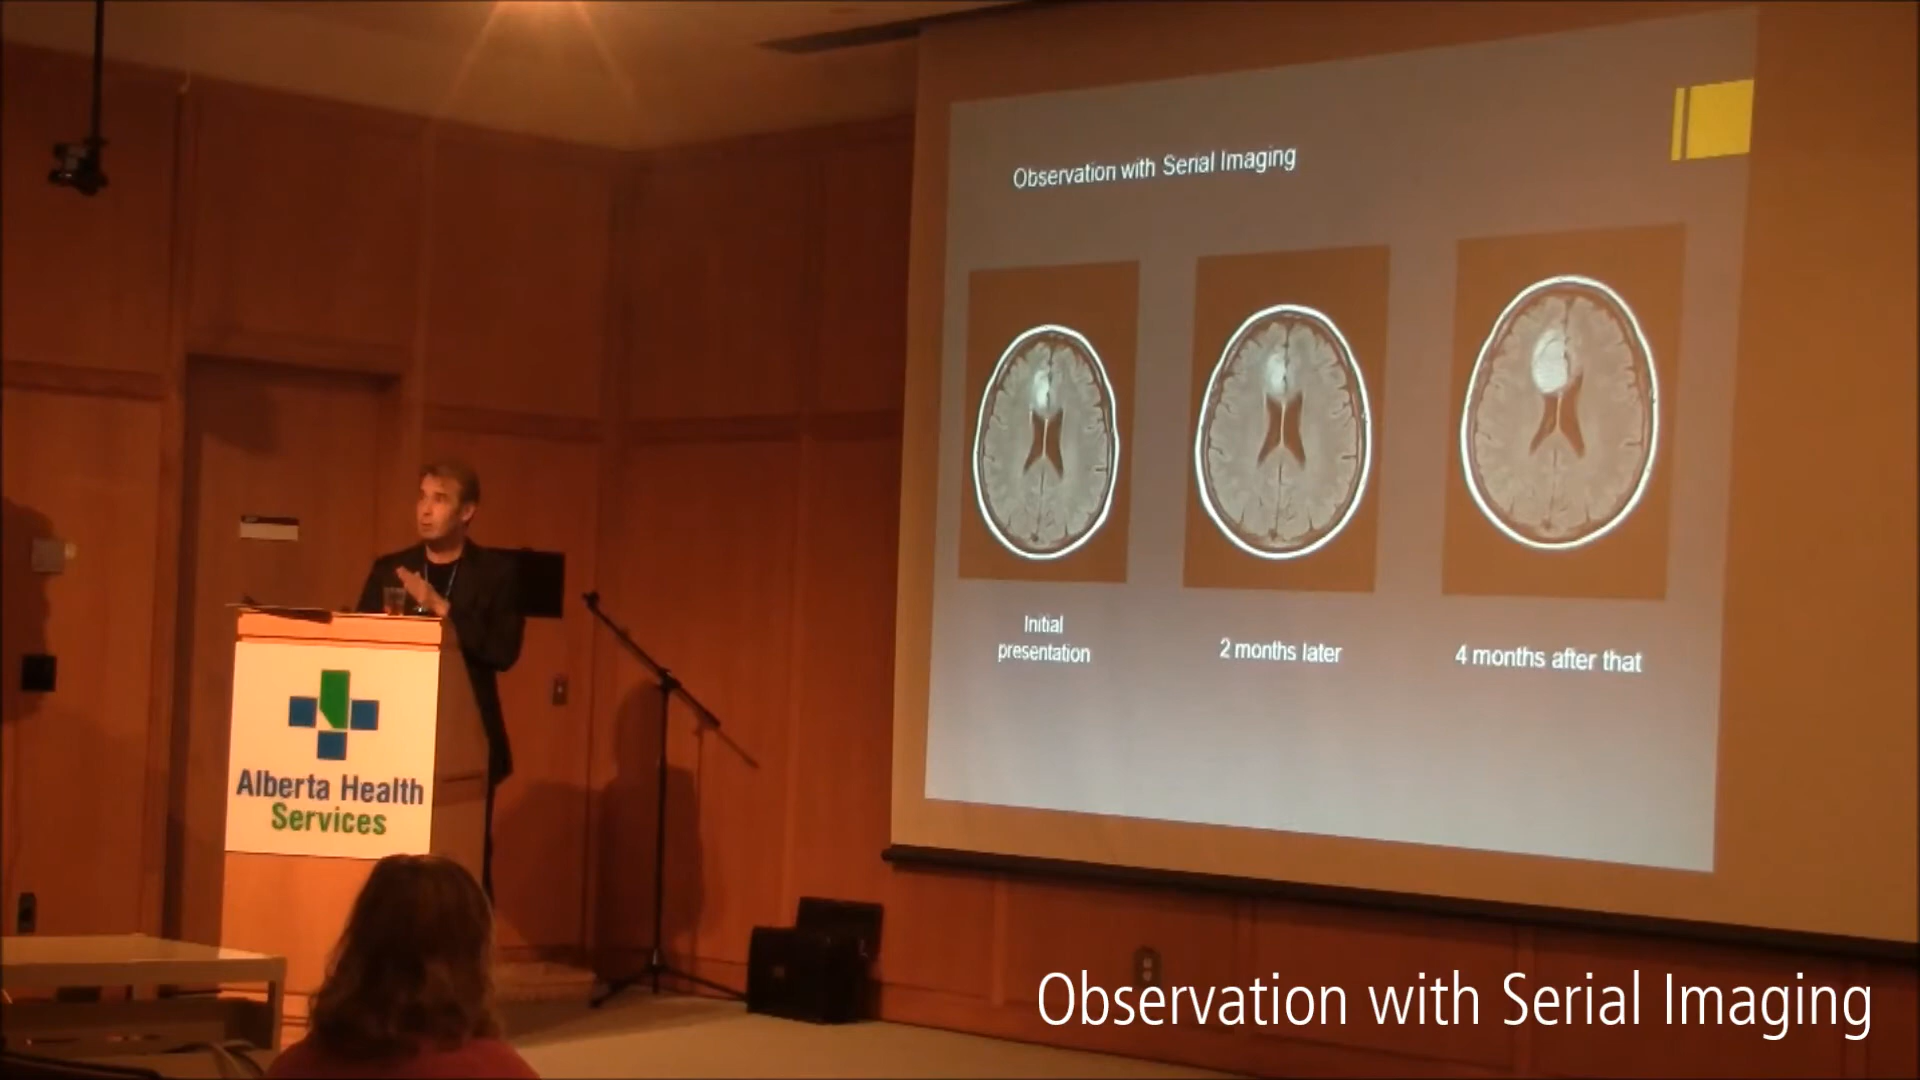 Observation with Serial Imaging
Initial
presentation
2 months later
4 months after that
Alberta Health
Services
Observation with Serial Imaging